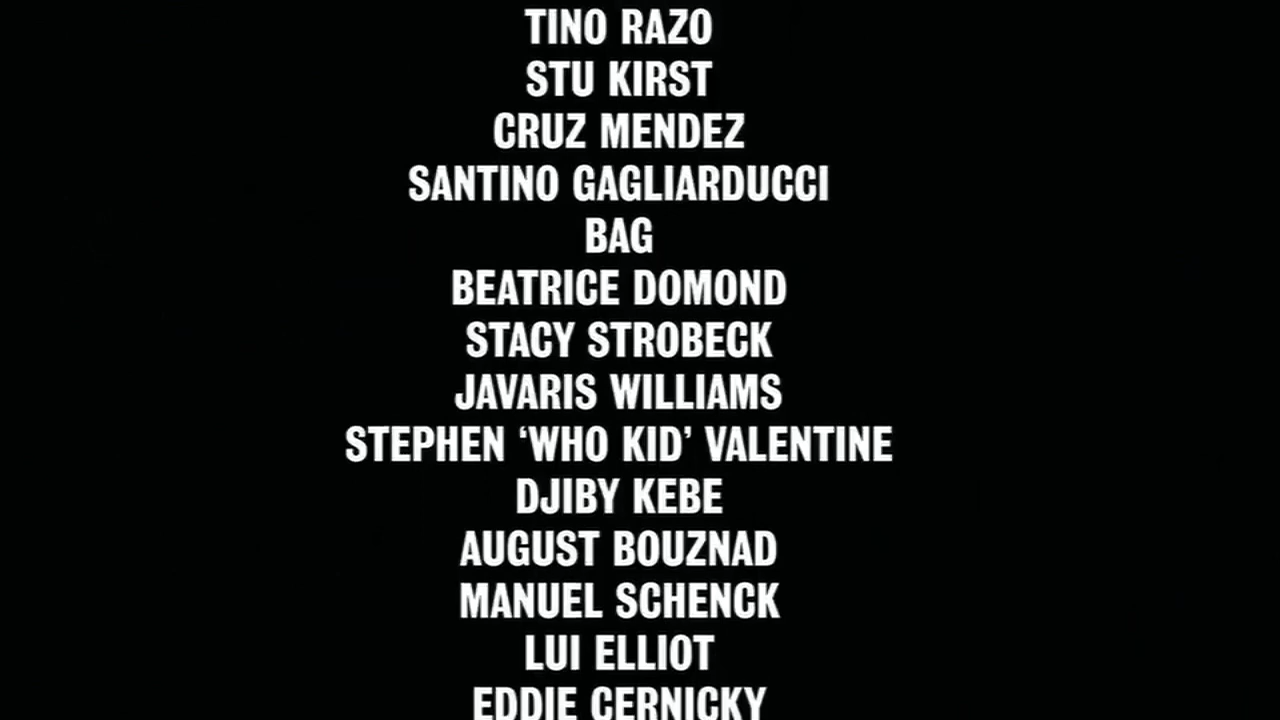 TINO RAZO
STU KIRST
CRUZ MENDEZ
SANTINO GAGLIARDUCCI
BAG
BEATRICE DOMOND
STACY STROBECK
JAVARIS WILLIAMS
STEPHEN ‘WHO KID’ VALENTINE
DJIBY KEBE
AUGUST BOUZNAD
MANUEL SCHENCK
LUI ELLIOT
EDDIE CERNICKY